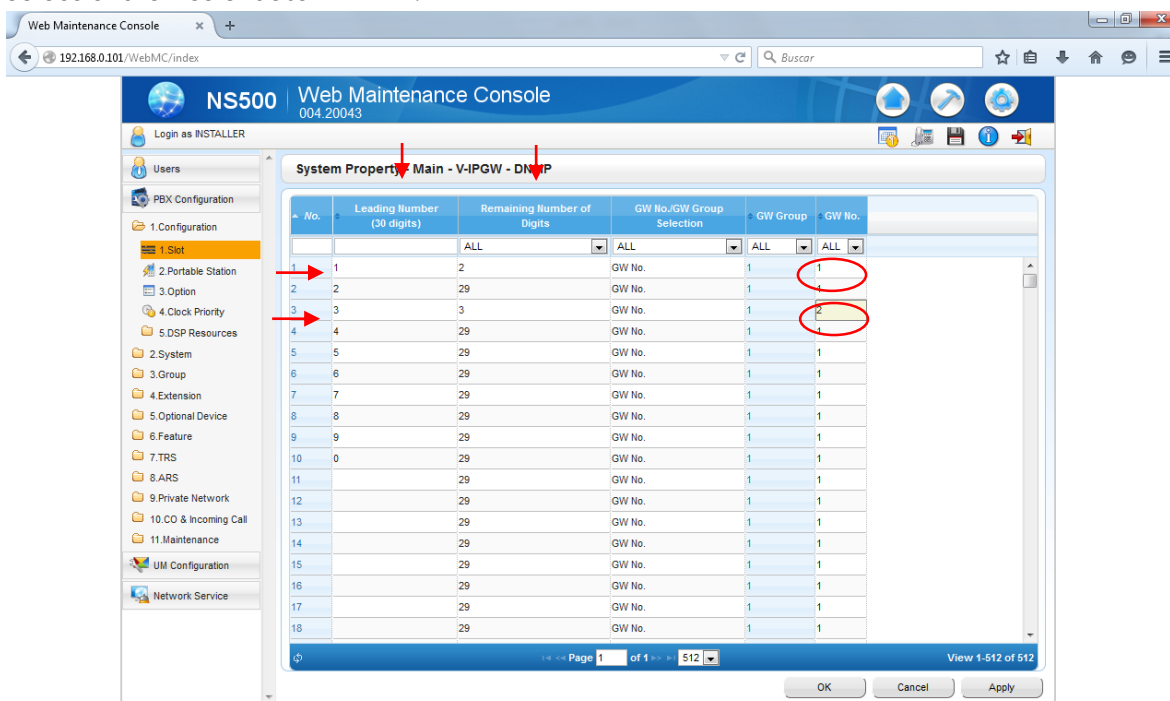 Web Maintenance Console × +
192.168.0.101/WebMC/index
Buscar
NS500 Web Maintenance Console
004.20043
Login as INSTALLER
Users
PBX Configuration
1.Configuration
1.Slot
2.Portable Station
3.Option
4.Clock Priority
5.DSP Resources
2.System
3.Group
4.Extension
5.Optional Device
6.Feature
7.TRS
8.ARS
9.Private Network
10.CO & Incoming Call
11.Maintenance
UM Configuration
Network Service
System Property - Main - V-IPGW - DN2IP
No. Leading Number (30 digits) Remaining Number of Digits GW No./GW Group Selection GW Group GW No.
ALL ALL ALL ALL
1 1 2 GW No. 1 1
2 2 29 GW No. 1 1
3 3 3 GW No. 1 2
4 4 29 GW No. 1 1
5 5 29 GW No. 1 1
6 6 29 GW No. 1 1
7 7 29 GW No. 1 1
8 8 29 GW No. 1 1
9 9 29 GW No. 1 1
10 0 29 GW No. 1 1
11 29 GW No. 1 1
12 29 GW No. 1 1
13 29 GW No. 1 1
14 29 GW No. 1 1
15 29 GW No. 1 1
16 29 GW No. 1 1
17 29 GW No. 1 1
18 29 GW No. 1 1
Page 1 of 1 512 View 1-512 of 512
OK Cancel Apply